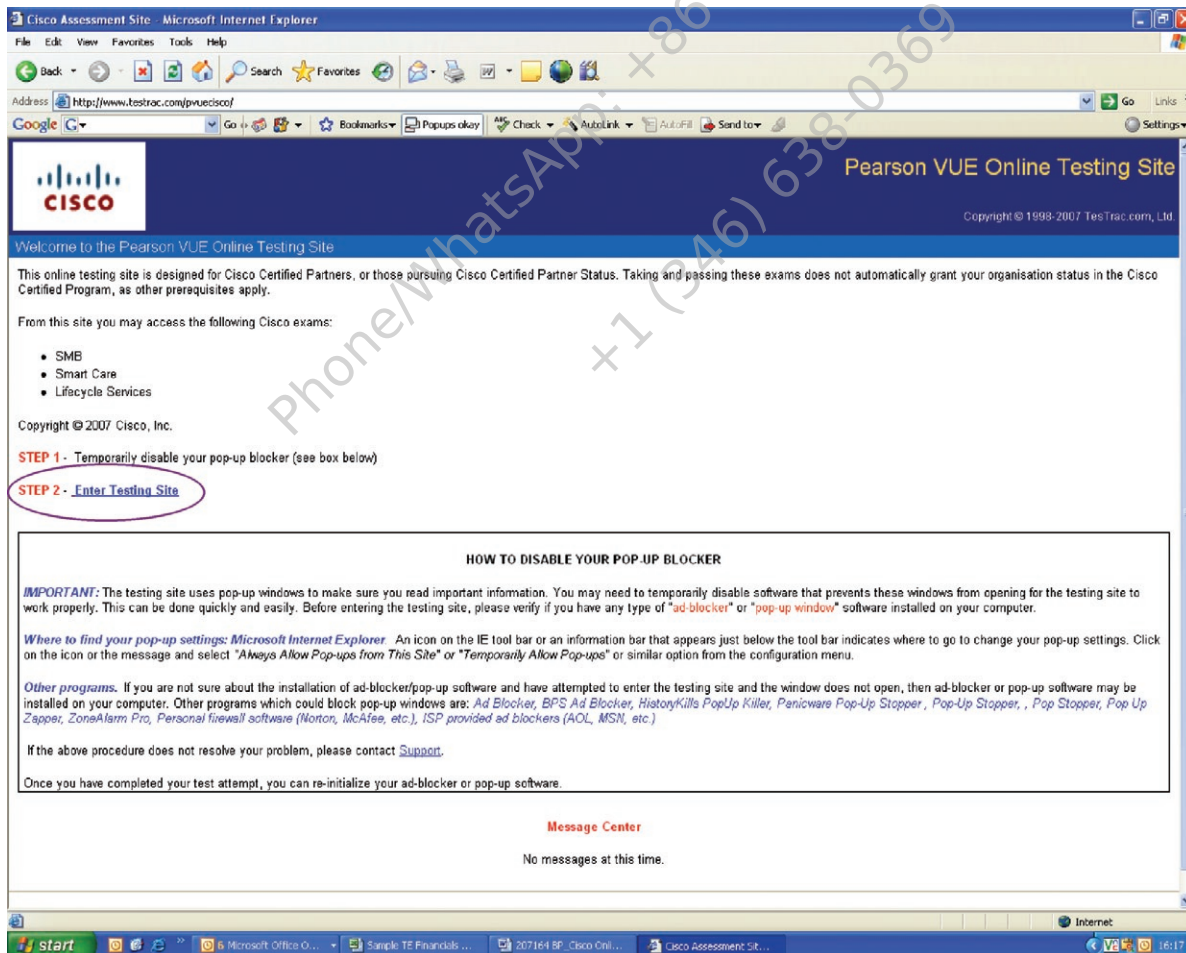 Cisco Assessment Site - Microsoft Internet Explorer
File Edit View Favorites Tools Help
Back Search Favorites
Address http://www.testrac.com/pvuecisco/ Go Links
Google G Go Bookmarks Popups okay Check AutoLink AutoFill Send to Settings
CISCO
Pearson VUE Online Testing Site
Copyright © 1998-2007 TesTrac.com, Ltd.
Welcome to the Pearson VUE Online Testing Site
This online testing site is designed for Cisco Certified Partners, or those pursuing Cisco Certified Partner Status. Taking and passing these exams does not automatically grant your organisation status in the Cisco
Certified Program, as other prerequisites apply.
From this site you may access the following Cisco exams:
• SMB
• Smart Care
• Lifecycle Services
Copyright © 2007 Cisco, Inc.
STEP 1 - Temporarily disable your pop-up blocker (see box below)
STEP 2 - Enter Testing Site
HOW TO DISABLE YOUR POP-UP BLOCKER
IMPORTANT: The testing site uses pop-up windows to make sure you read important information. You may need to temporarily disable software that prevents these windows from opening for the testing site to
work properly. This can be done quickly and easily. Before entering the testing site, please verify if you have any type of "ad-blocker" or "pop-up window" software installed on your computer.
Where to find your pop-up settings: Microsoft Internet Explorer. An icon on the IE tool bar or an information bar that appears just below the tool bar indicates where to go to change your pop-up settings. Click
on the icon or the message and select "Always Allow Pop-ups from This Site" or "Temporarily Allow Pop-ups" or similar option from the configuration menu.
Other programs. If you are not sure about the installation of ad-blocker/pop-up software and have attempted to enter the testing site and the window does not open, then ad-blocker or pop-up software may be
installed on your computer. Other programs which could block pop-up windows are: Ad Blocker, BPS Ad Blocker, HistoryKills PopUp Killer, Panicware Pop-Up Stopper , Pop-Up Stopper, , Pop Stopper, Pop Up
Zapper, ZoneAlarm Pro, Personal firewall software (Norton, McAfee, etc.), ISP provided ad blockers (AOL, MSN, etc.)
If the above procedure does not resolve your problem, please contact Support.
Once you have completed your test attempt, you can re-initialize your ad-blocker or pop-up software.
Message Center
No messages at this time.
Internet
start 6 Microsoft Office O... Sample TE Financials ... 207164 BP_Cisco Onli... Cisco Assessment Sit... 16:17
Phone/WhatsApp: +86
+1 (346) 638-0369